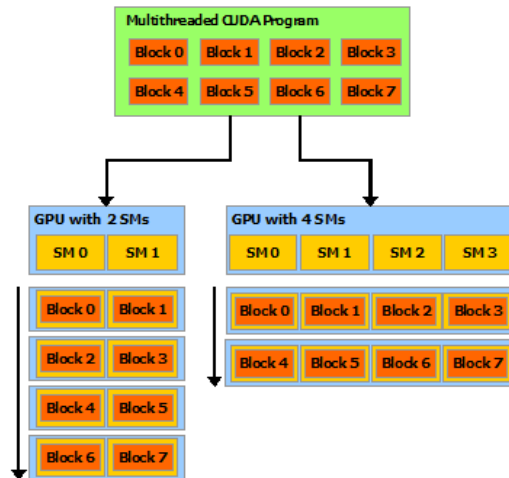 Multithreaded CUDA Program
Block 0 Block 1 Block 2 Block 3
Block 4 Block 5 Block 6 Block 7
GPU with 2 SMs
SM 0 SM 1
Block 0 Block 1
Block 2 Block 3
Block 4 Block 5
Block 6 Block 7
GPU with 4 SMs
SM 0 SM 1 SM 2 SM 3
Block 0 Block 1 Block 2 Block 3
Block 4 Block 5 Block 6 Block 7